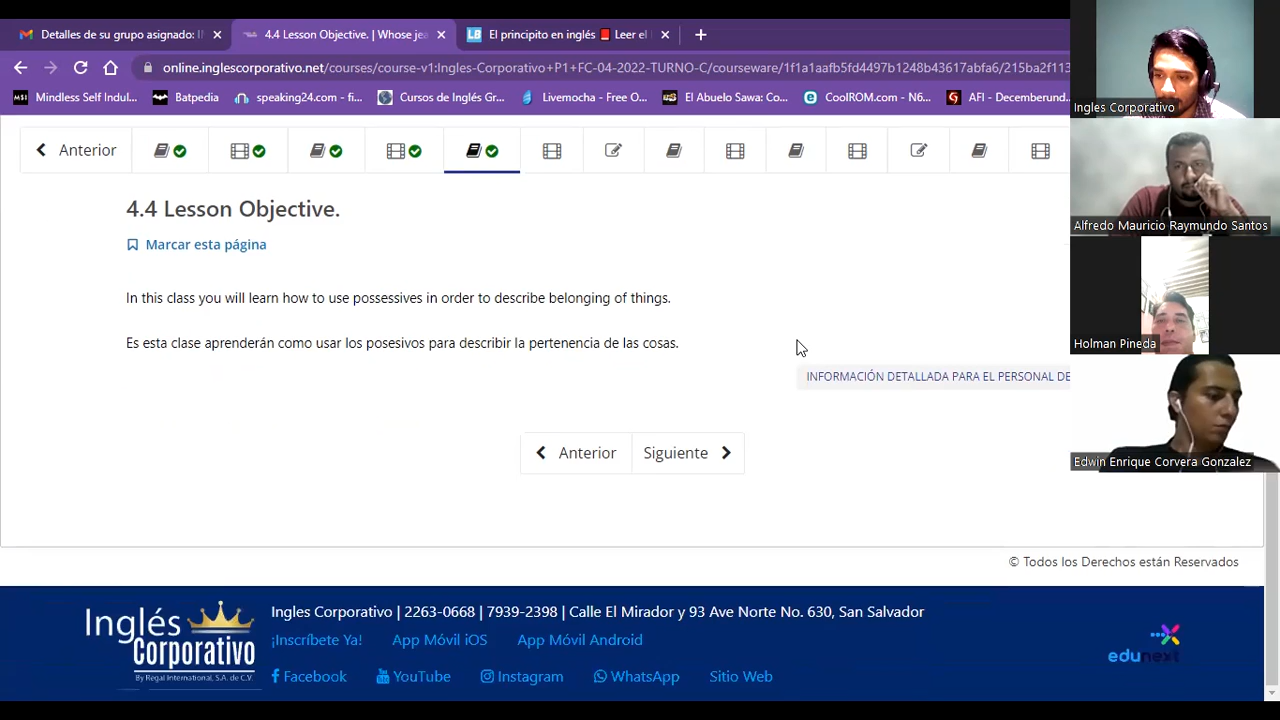 Detalles de su grupo asignado: I
4.4 Lesson Objective. | Whose jea
El principito en inglés 📕 Leer el
online.inglescorporativo.net/courses/course-v1:Ingles-Corporativo+P1+FC-04-2022-TURNO-C/courseware/1f1a1aafb5fd4497b1248b43617abfa6/215ba2f113
Mindless Self Indul...
Batpedia
speaking24.com - fi...
Cursos de Inglés Gr...
Livemocha - Free O...
El Abuelo Sawa: Co...
CoolROM.com - N6...
AFI - Decemberund...
Anterior
4.4 Lesson Objective.
Marcar esta página
In this class you will learn how to use possessives in order to describe belonging of things.
Es esta clase aprenderán como usar los posesivos para describir la pertenencia de las cosas.
INFORMACIÓN DETALLADA PARA EL PERSONAL DE
Anterior
Siguiente
© Todos los Derechos están Reservados
Inglés
Corporativo
By Regal International, S.A. de C.V.
Ingles Corporativo | 2263-0668 | 7939-2398 | Calle El Mirador y 93 Ave Norte No. 630, San Salvador
¡Inscríbete Ya! App Móvil iOS App Móvil Android
Facebook YouTube Instagram WhatsApp Sitio Web
edunext
Ingles Corporativo
Alfredo Mauricio Raymundo Santos
Holman Pineda
Edwin Enrique Corvera Gonzalez